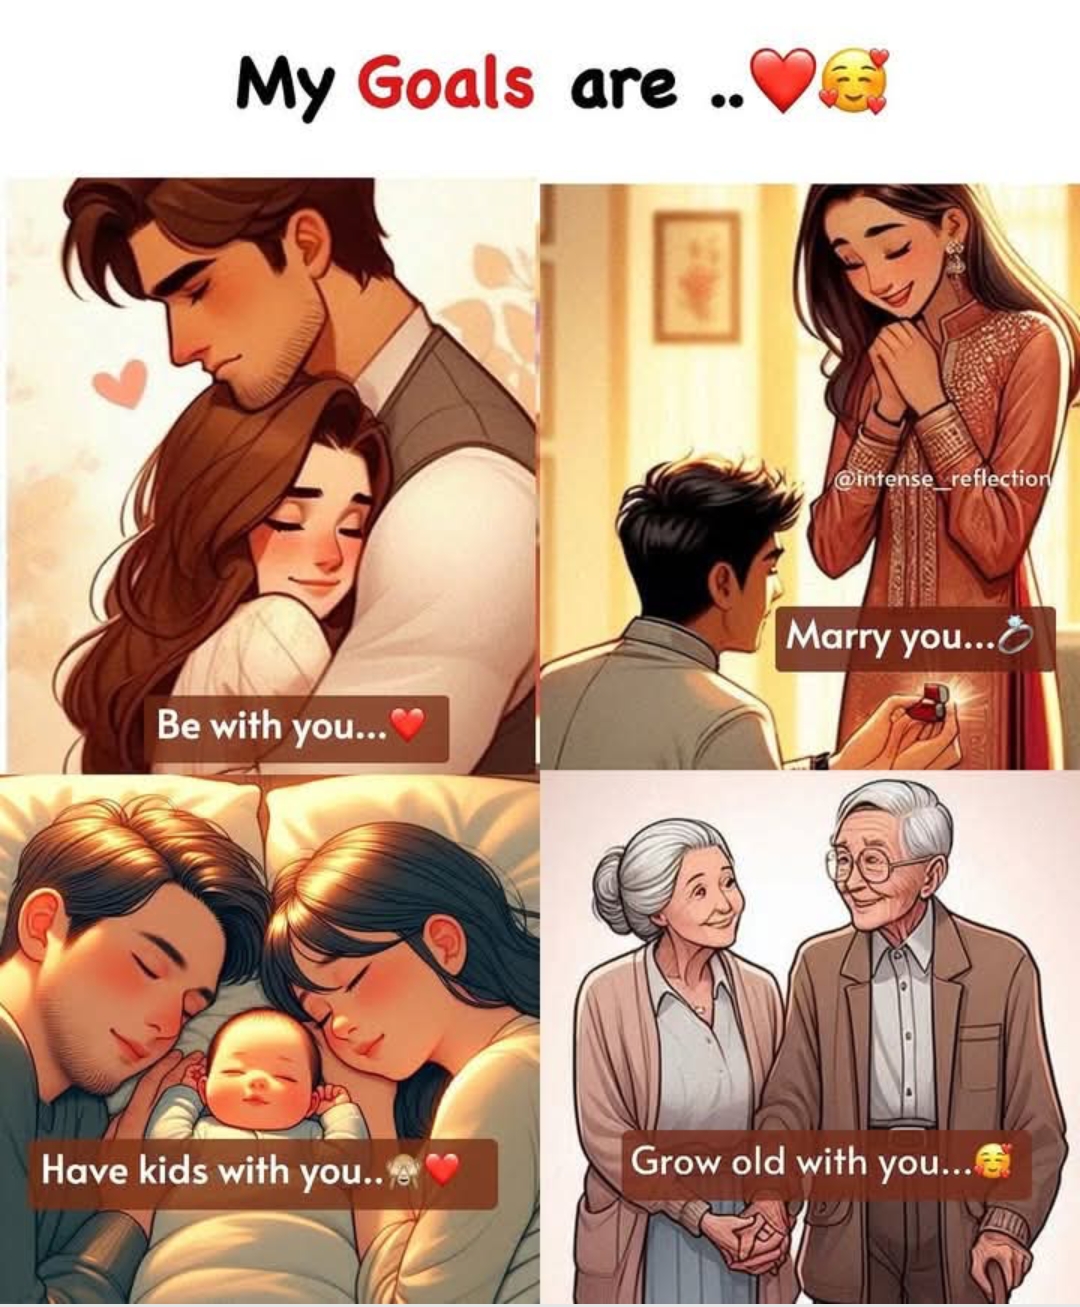 My Goals are ..❤️🥰
@intense_reflection
Be with you...❤️
Marry you...💍
Have kids with you..🙈❤️
Grow old with you...🥰